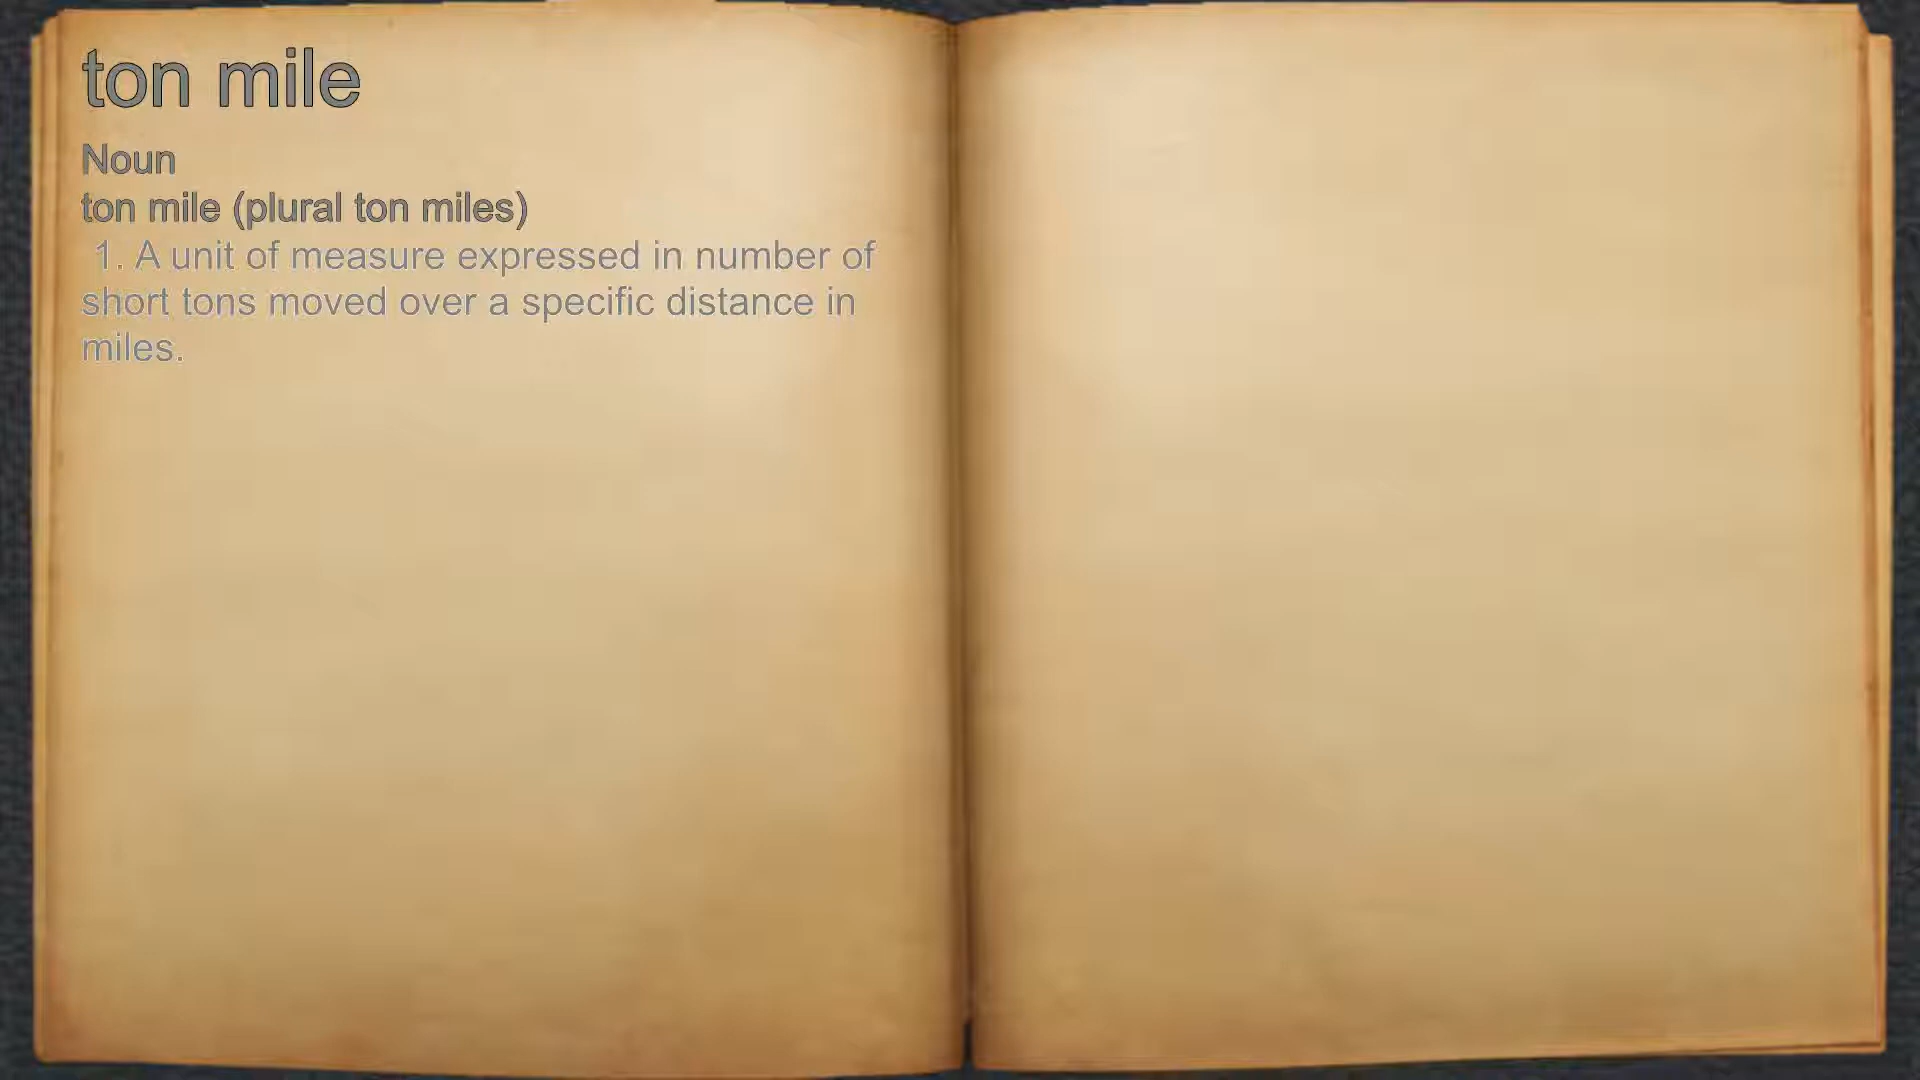 ton mile
Noun
ton mile (plural ton miles)
1. A unit of measure expressed in number of
short tons moved over a specific distance in
miles.